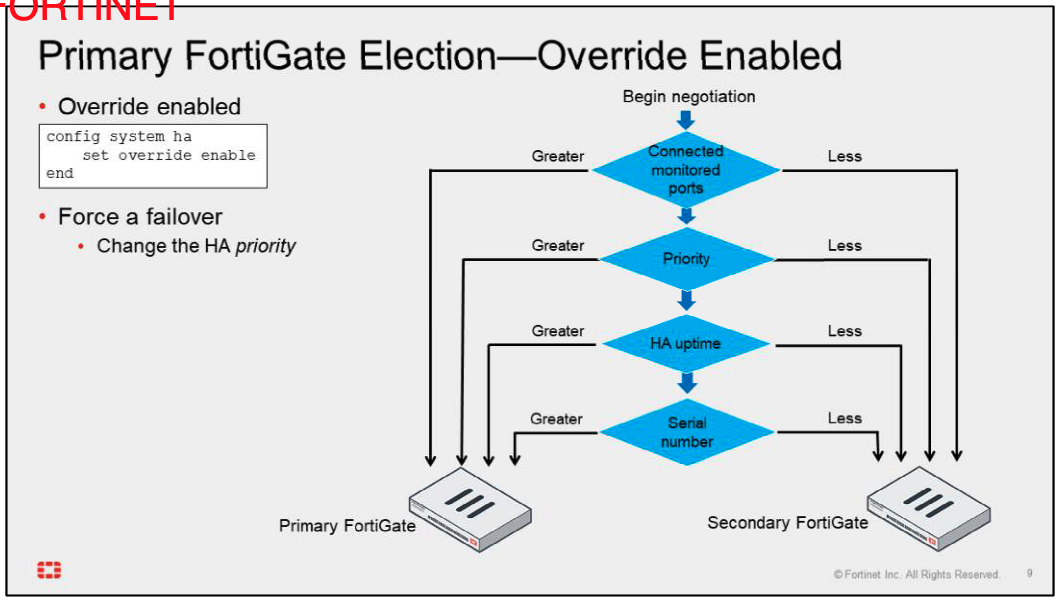 FORTINET
Primary FortiGate Election—Override Enabled
• Override enabled
config system ha
set override enable
end
• Force a failover
• Change the HA priority
Begin negotiation
Greater
Connected
monitored
ports
Less
Greater
Priority
Less
Greater
HA uptime
Less
Greater
Serial
number
Less
Primary FortiGate
Secondary FortiGate
© Fortinet Inc. All Rights Reserved. 9